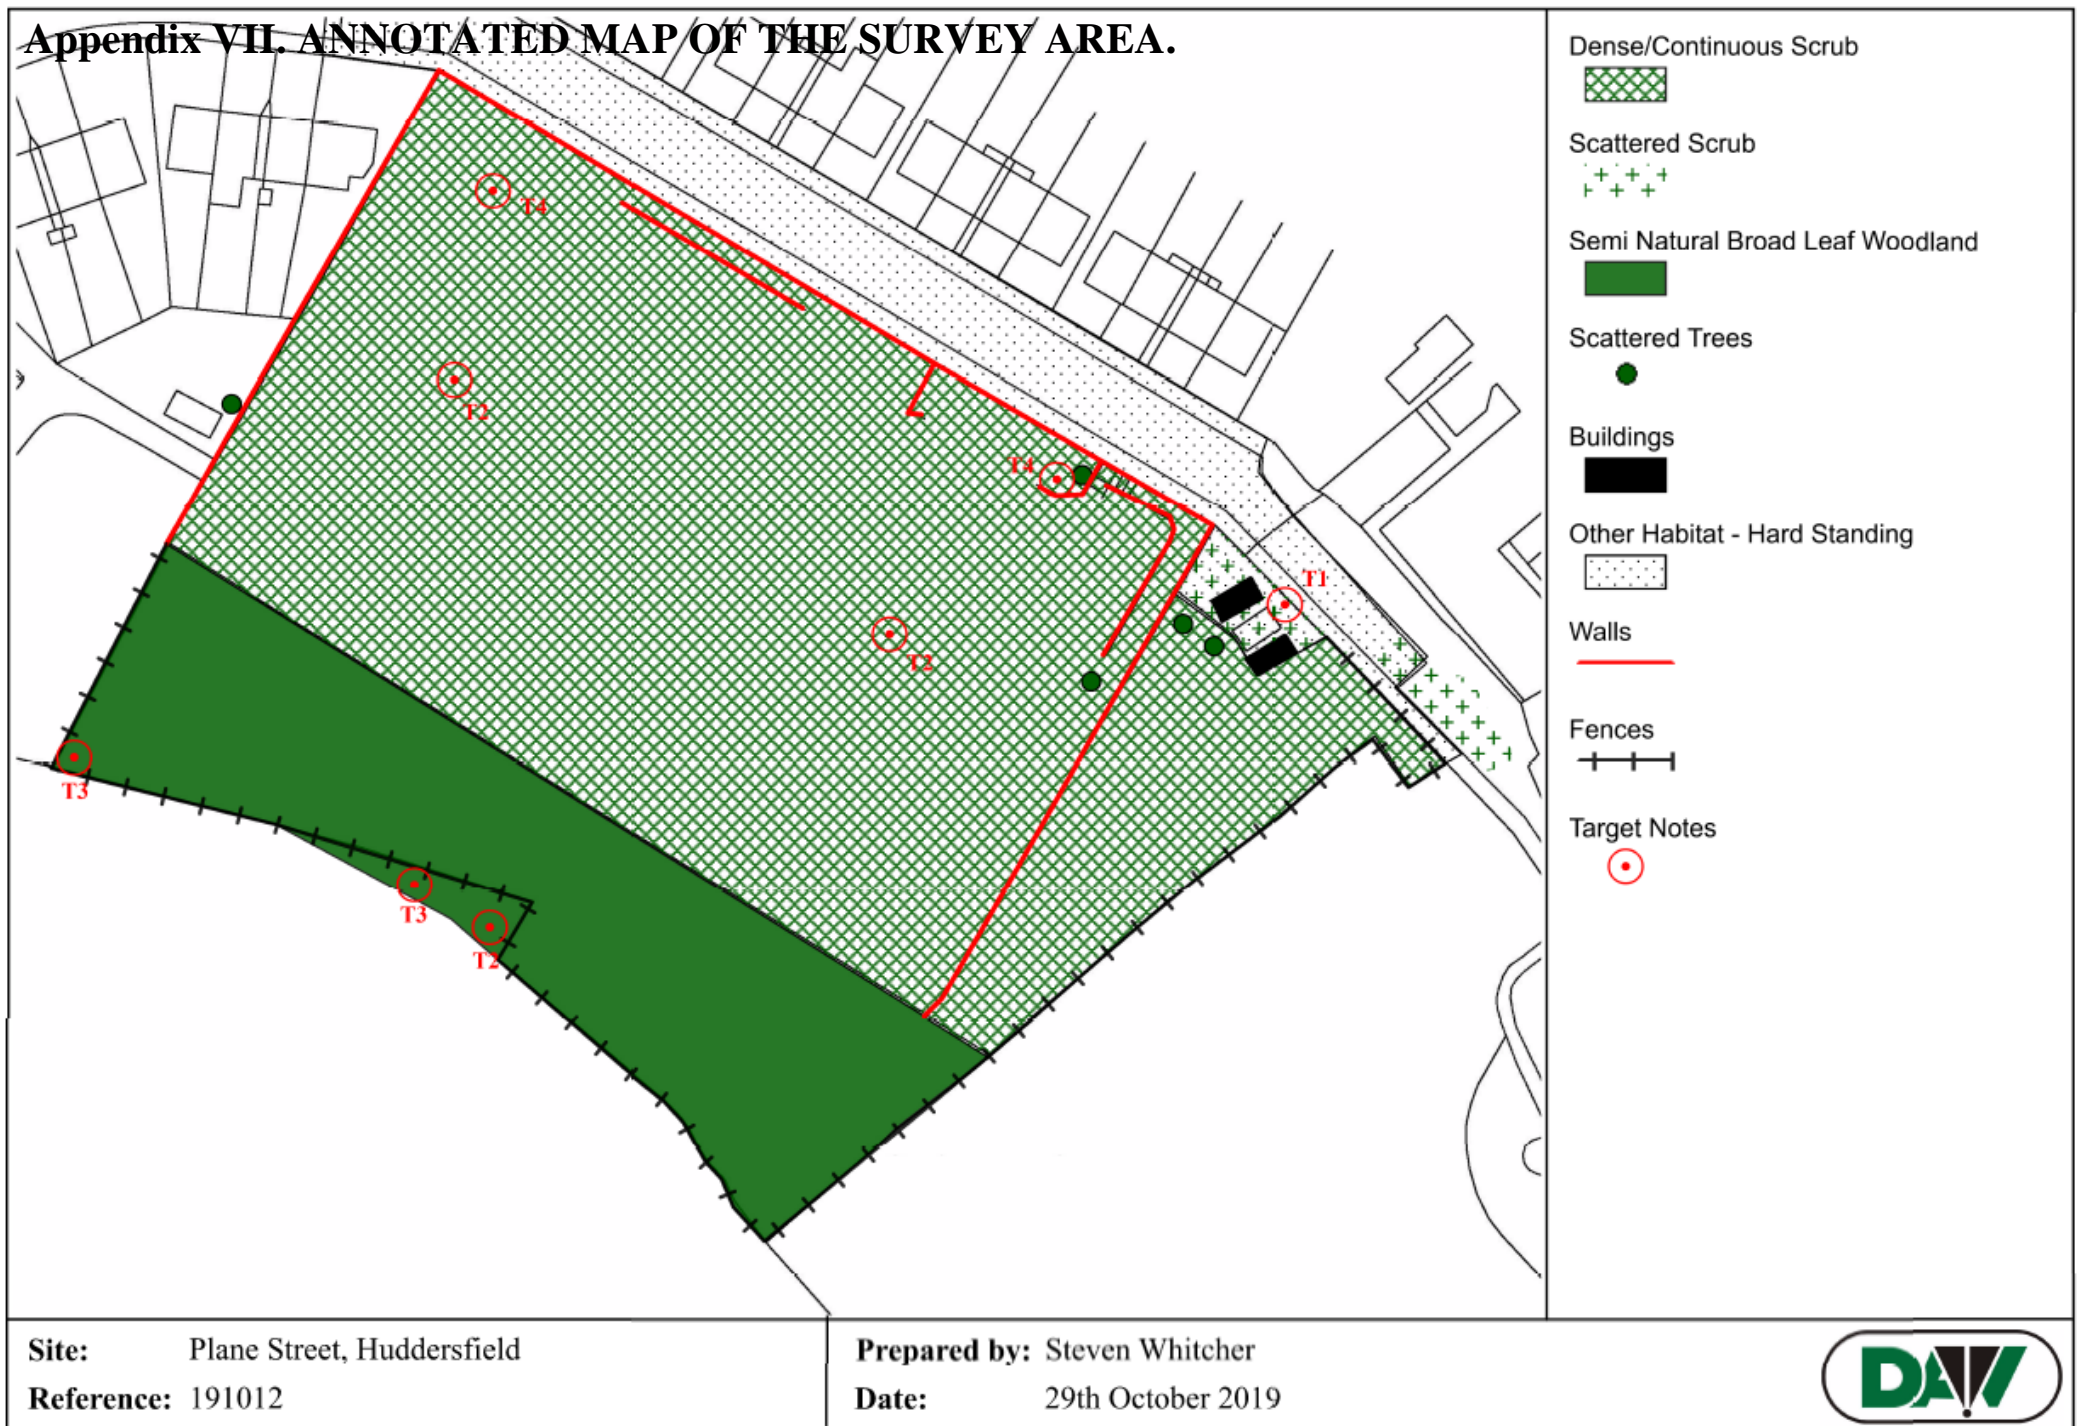 Appendix VII. ANNOTATED MAP OF THE SURVEY AREA.
T4
T2
T4
T1
T2
T3
T3
T2
Dense/Continuous Scrub
Scattered Scrub
Semi Natural Broad Leaf Woodland
Scattered Trees
Buildings
Other Habitat - Hard Standing
Walls
Fences
Target Notes
Site: Plane Street, Huddersfield
Reference: 191012
Prepared by: Steven Whitcher
Date: 29th October 2019
DAW